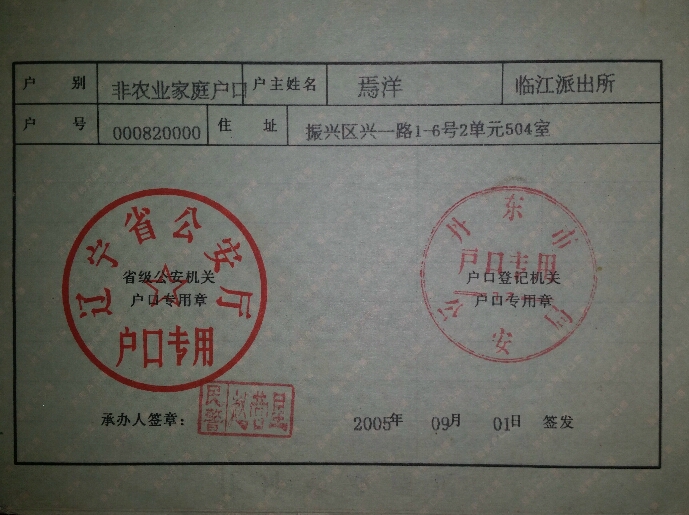 户 别 非农业家庭户口 户主姓名 焉洋 临江派出所
户 号 000820000 住 址 振兴区兴一路1-6号2单元504室
辽宁省公安厅
省级公安机关
户口专用章
户口专用
丹东市公安局
户口专用
户口登记机关
户口专用章
承办人签章:
民警
2005年 09月 01日 签发